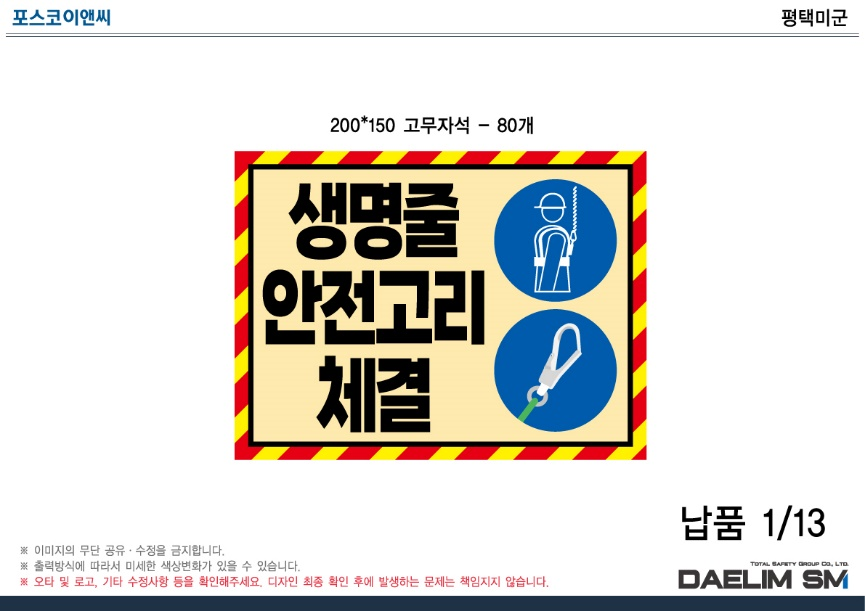 포스코이앤씨
평택미군
200*150 고무자석 - 80개
생명줄
안전고리
체결
납품 1/13
※ 이미지의 무단 공유 · 수정을 금지합니다.
※ 출력방식에 따라서 미세한 색상변화가 있을 수 있습니다.
※ 오타 및 로고, 기타 수정사항 등을 확인해주세요. 디자인 최종 확인 후에 발생하는 문제는 책임지지 않습니다.
TOTAL SAFETY GROUP CO., LTD.
DAELIM SM